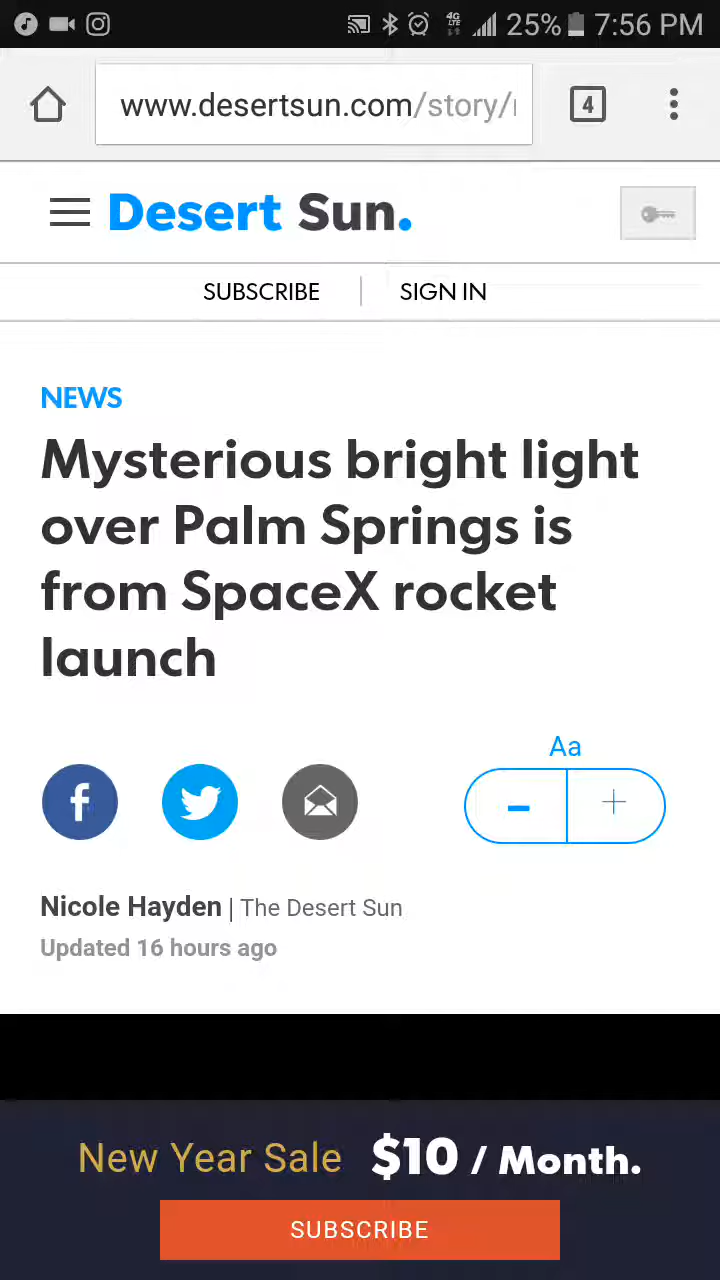 4G LTE 25% 7:56 PM
www.desertsun.com/story/
4
Desert Sun.
SUBSCRIBE | SIGN IN
NEWS
Mysterious bright light
over Palm Springs is
from SpaceX rocket
launch
Aa
f - +
Nicole Hayden | The Desert Sun
Updated 16 hours ago
New Year Sale $10 / Month.
SUBSCRIBE